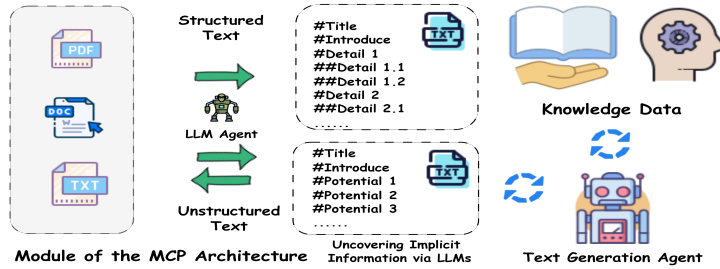 Structured
Text
PDF
DOC
W
TXT
LLM Agent
Unstructured
Text
Module of the MCP Architecture
TXT
#Title
#Introduce
#Detail 1
##Detail 1.1
##Detail 1.2
#Detail 2
##Detail 2.1
......
TXT
#Title
#Introduce
#Potential 1
#Potential 2
#Potential 3
......
Uncovering Implicit
Information via LLMs
Knowledge Data
Text Generation Agent